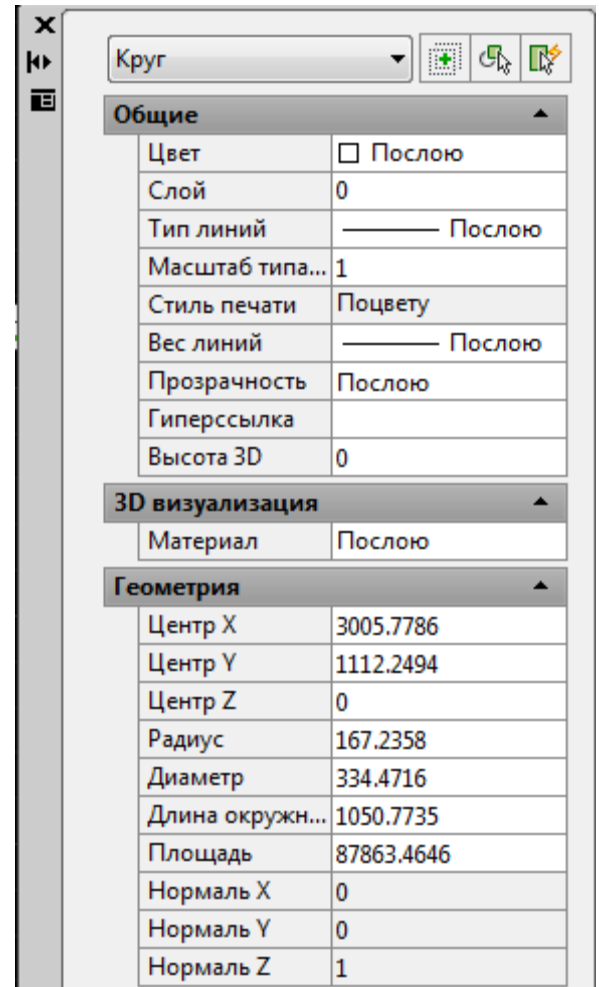 Круг
Общие
Цвет Послою
Слой 0
Тип линий Послою
Масштаб типа... 1
Стиль печати Поцвету
Вес линий Послою
Прозрачность Послою
Гиперссылка
Высота 3D 0
3D визуализация
Материал Послою
Геометрия
Центр X 3005.7786
Центр Y 1112.2494
Центр Z 0
Радиус 167.2358
Диаметр 334.4716
Длина окружн... 1050.7735
Площадь 87863.4646
Нормаль X 0
Нормаль Y 0
Нормаль Z 1